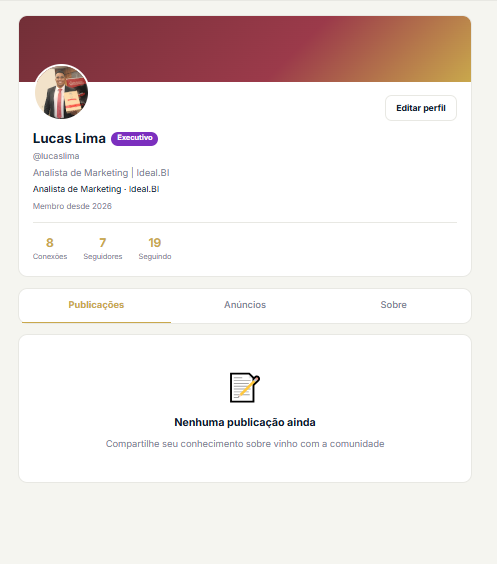 Editar perfil
Lucas Lima Executivo
@lucaslima
Analista de Marketing | Ideal.BI
Analista de Marketing · Ideal.BI
Membro desde 2026
8 7 19
Conexões Seguidores Seguindo
Publicações Anúncios Sobre
Nenhuma publicação ainda
Compartilhe seu conhecimento sobre vinho com a comunidade